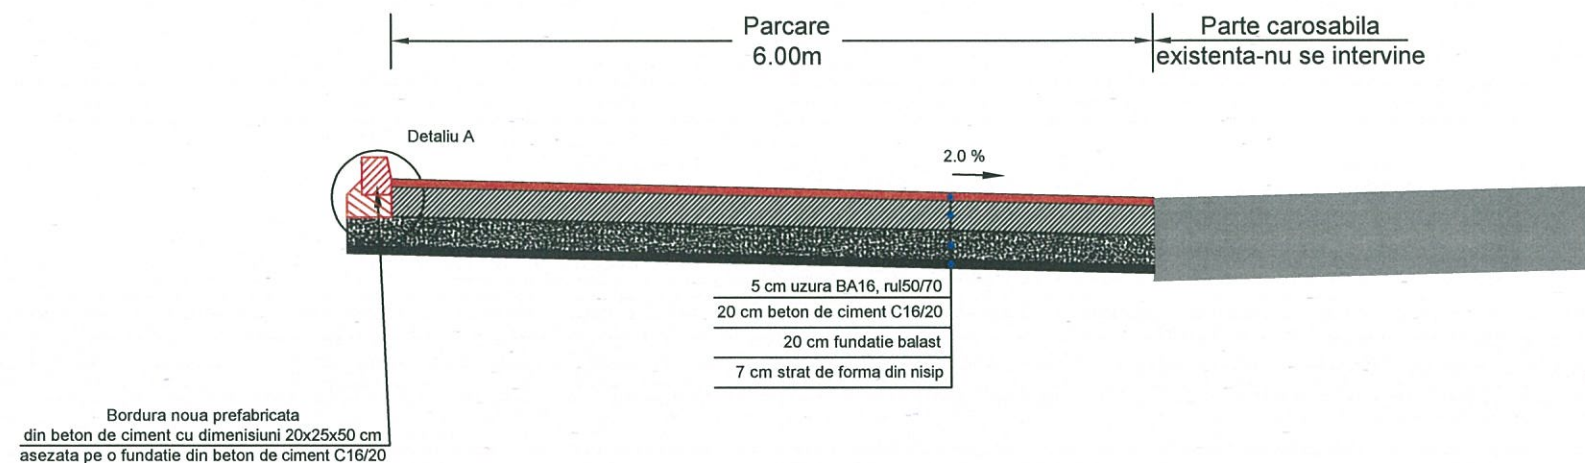 Parcare
6.00m
Parte carosabila
existenta-nu se intervine
Detaliu A
2.0 %
5 cm uzura BA16, rul50/70
20 cm beton de ciment C16/20
20 cm fundatie balast
7 cm strat de forma din nisip
Bordura noua prefabricata
din beton de ciment cu dimenisiuni 20x25x50 cm
asezata pe o fundatie din beton de ciment C16/20